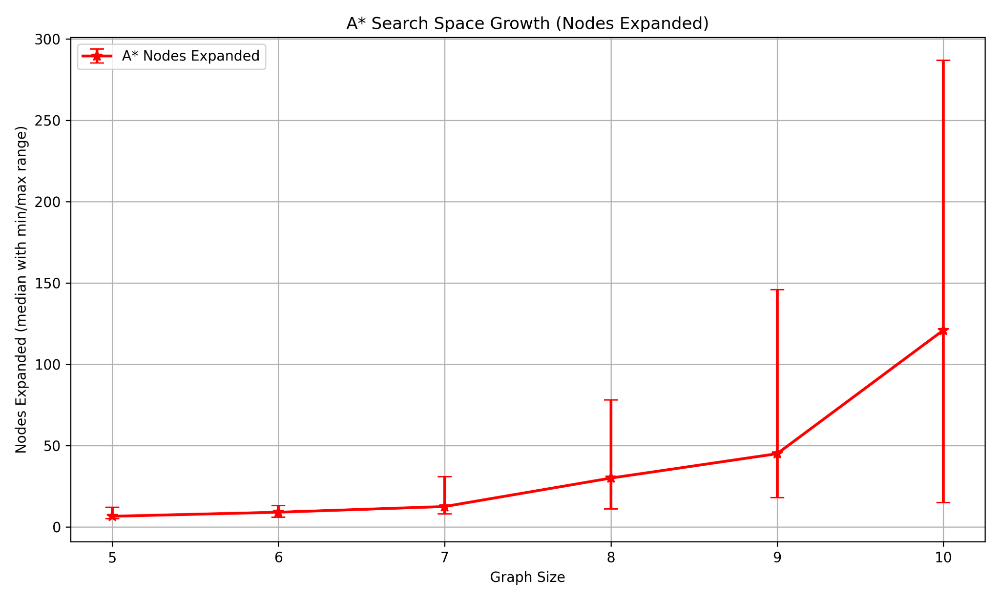 A* Search Space Growth (Nodes Expanded)
A* Nodes Expanded
Nodes Expanded (median with min/max range)
300
250
200
150
100
50
0
5 6 7 8 9 10
Graph Size